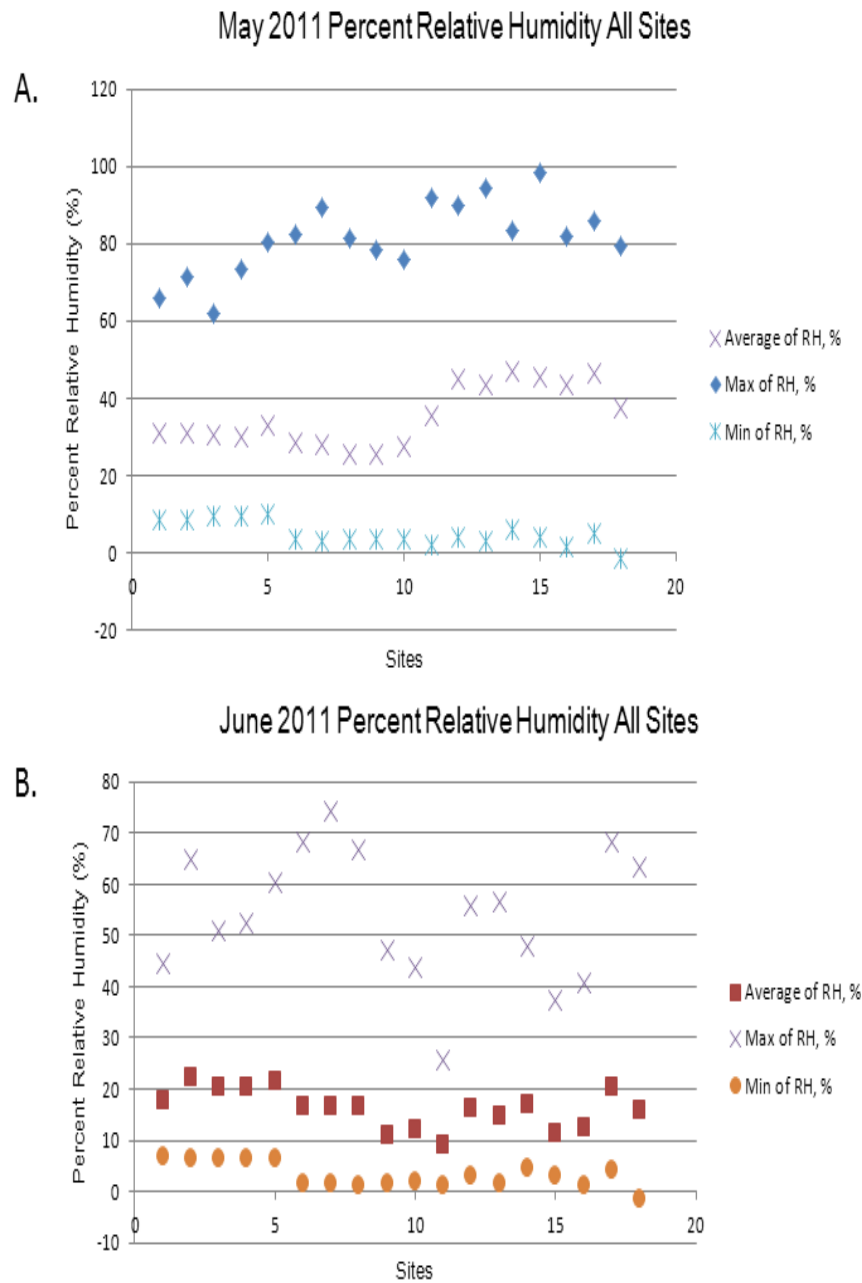 May 2011 Percent Relative Humidity All Sites
A.
120
100
80
60
40
20
0
-20
0
5
10
15
20
Percent Relative Humidity (%)
Sites
Average of RH, %
Max of RH, %
Min of RH, %
June 2011 Percent Relative Humidity All Sites
B.
80
70
60
50
40
30
20
10
0
-10
0
5
10
15
20
Percent Relative Humidity (%)
Sites
Average of RH, %
Max of RH, %
Min of RH, %